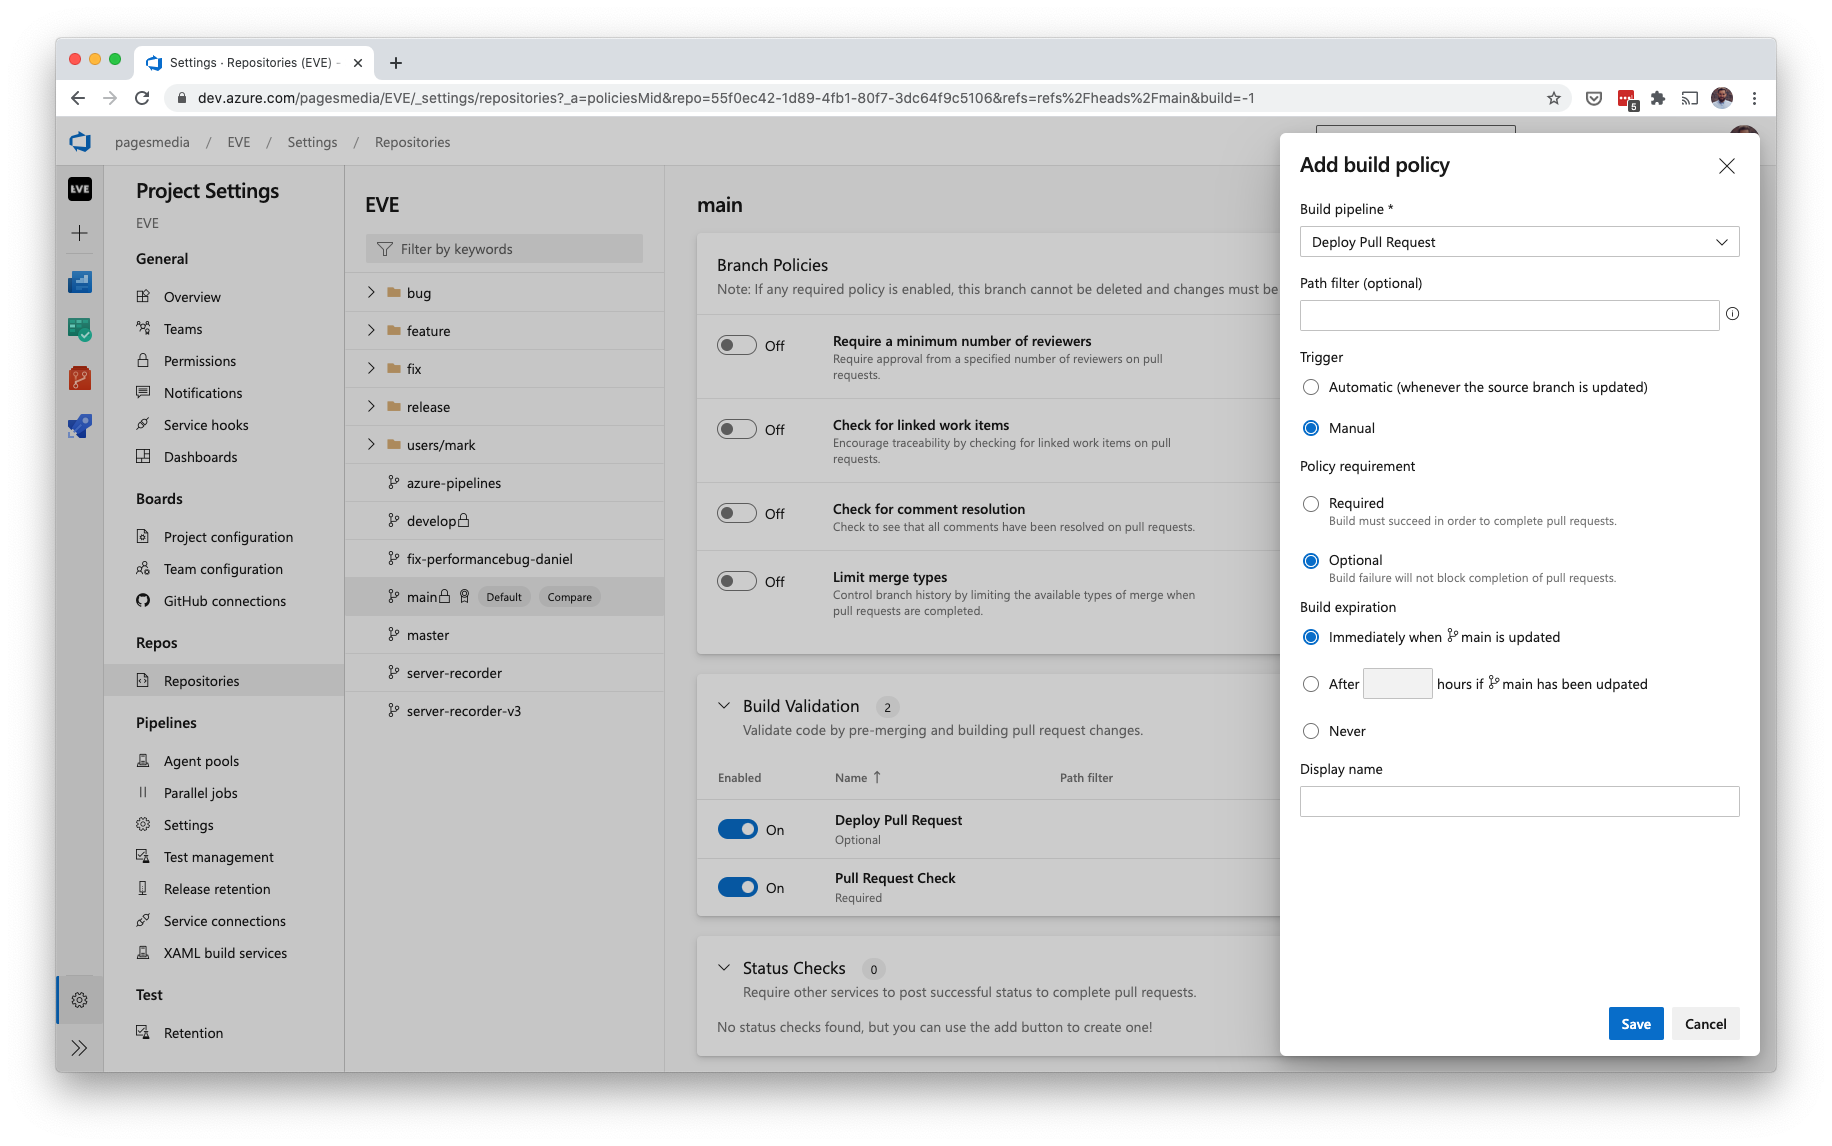 Settings · Repositories (EVE) -
dev.azure.com/pagesmedia/EVE/_settings/repositories?_a=policiesMid&repo=55f0ec42-1d89-4fb1-80f7-3dc64f9c5106&refs=refs%2Fheads%2Fmain&build=-1
5
pagesmedia / EVE / Settings / Repositories
EVE
Project Settings
EVE
General
Overview
Teams
Permissions
Notifications
Service hooks
Dashboards
Boards
Project configuration
Team configuration
GitHub connections
Repos
Repositories
Pipelines
Agent pools
Parallel jobs
Settings
Test management
Release retention
Service connections
XAML build services
Test
Retention
EVE
Filter by keywords
bug
feature
fix
release
users/mark
azure-pipelines
develop
fix-performancebug-daniel
main Default Compare
master
server-recorder
server-recorder-v3
main
Branch Policies
Note: If any required policy is enabled, this branch cannot be deleted and changes must be
Off
Require a minimum number of reviewers
Require approval from a specified number of reviewers on pull
requests.
Off
Check for linked work items
Encourage traceability by checking for linked work items on pull
requests.
Off
Check for comment resolution
Check to see that all comments have been resolved on pull requests.
Off
Limit merge types
Control branch history by limiting the available types of merge when
pull requests are completed.
Build Validation 2
Validate code by pre-merging and building pull request changes.
Enabled Name ↑ Path filter
On
Deploy Pull Request
Optional
On
Pull Request Check
Required
Status Checks 0
Require other services to post successful status to complete pull requests.
No status checks found, but you can use the add button to create one!
Add build policy
Build pipeline *
Deploy Pull Request
Path filter (optional)
Trigger
Automatic (whenever the source branch is updated)
Manual
Policy requirement
Required
Build must succeed in order to complete pull requests.
Optional
Build failure will not block completion of pull requests.
Build expiration
Immediately when main is updated
After hours if main has been udpated
Never
Display name
Save Cancel